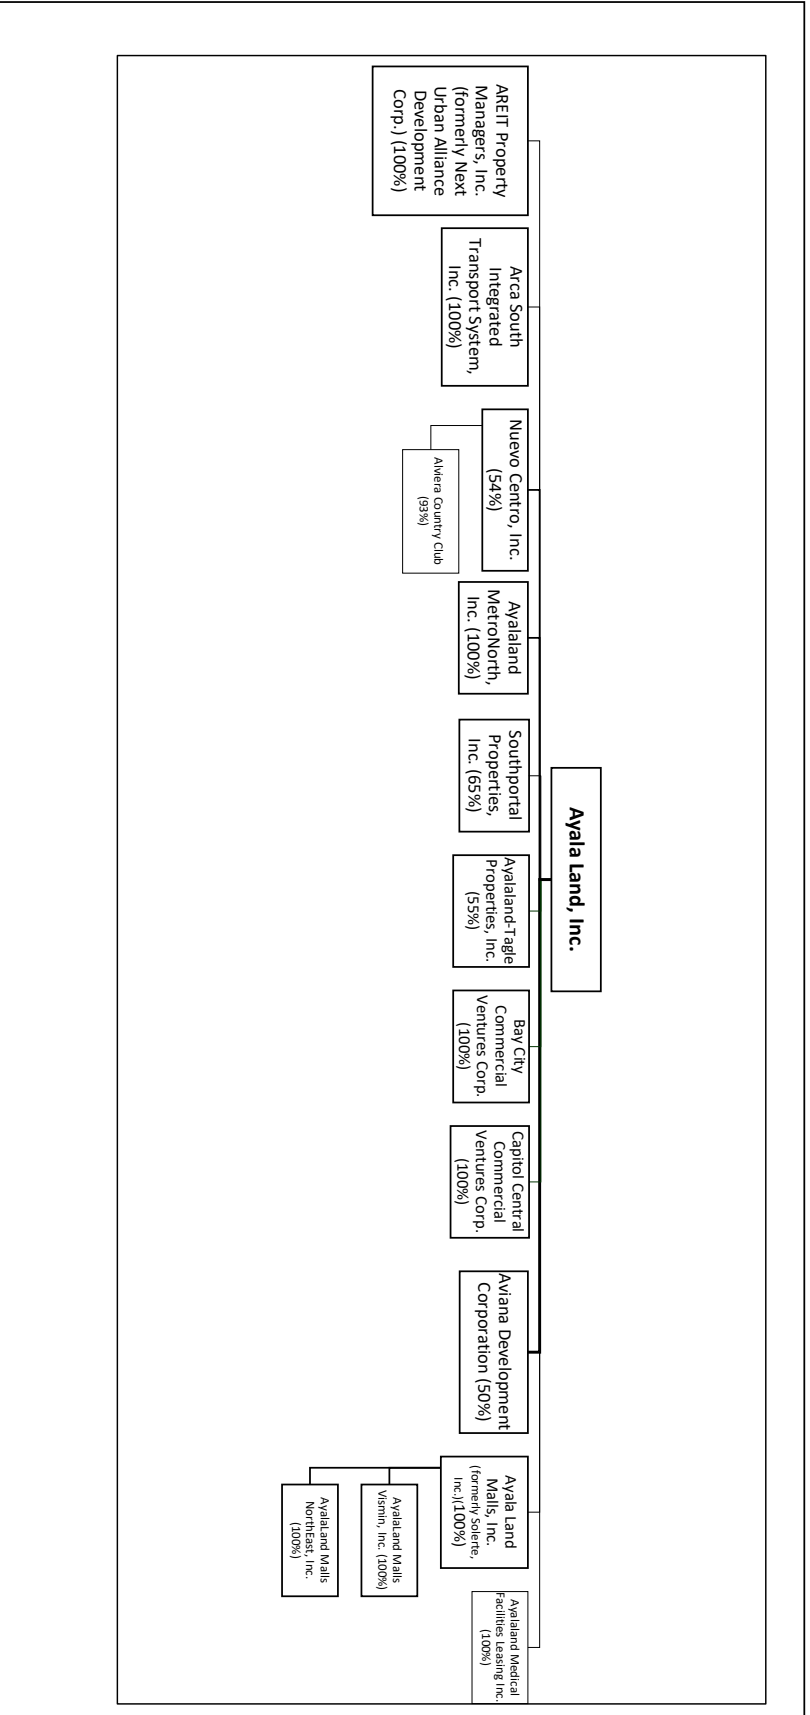 Ayala Land, Inc.
AREIT Property
Managers, Inc.
(formerly Next
Urban Alliance
Development
Corp.) (100%)
Arca South
Integrated
Transport System,
Inc. (100%)
Nuevo Centro, Inc.
(54%)
Alviera Country Club
(93%)
Ayalaland
MetroNorth,
Inc. (100%)
Southportal
Properties,
Inc. (65%)
Ayalaland-Tagle
Properties, Inc.
(55%)
Bay City
Commercial
Ventures Corp.
(100%)
Capitol Central
Commercial
Ventures Corp.
(100%)
Aviana Development
Corporation (50%)
Ayala Land
Malls, Inc.
(formerly Solerte,
Inc.)(100%)
AyalaLand Malls
Vismin, Inc. (100%)
AyalaLand Malls
NorthEast, Inc.
(100%)
Ayalaland Medical
Facilities Leasing Inc.
(100%)